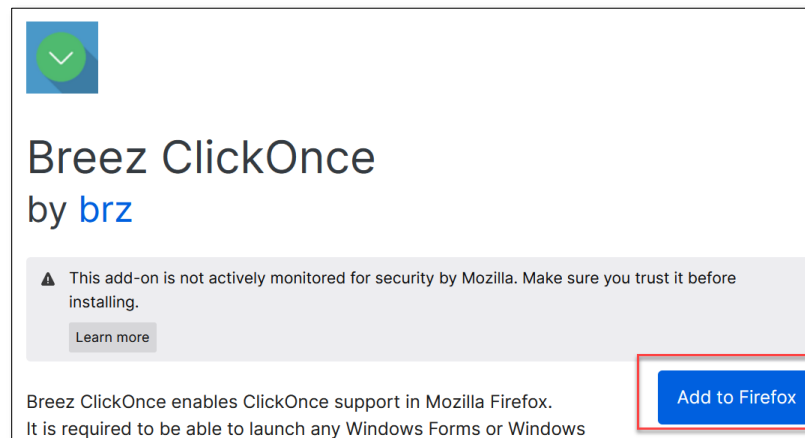 Breez ClickOnce
by brz
This add-on is not actively monitored for security by Mozilla. Make sure you trust it before
installing.
Learn more
Add to Firefox
Breez ClickOnce enables ClickOnce support in Mozilla Firefox.
It is required to be able to launch any Windows Forms or Windows